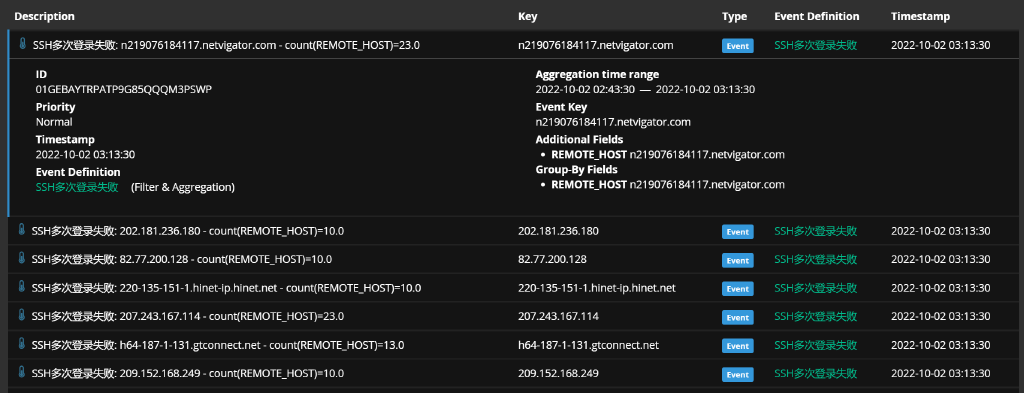 Description Key Type Event Definition Timestamp
SSH多次登录失败: n219076184117.netvigator.com - count(REMOTE_HOST)=23.0 n219076184117.netvigator.com Event SSH多次登录失败 2022-10-02 03:13:30
ID
01GEBAYTRPATP9G85QQQM3PSWP
Priority
Normal
Timestamp
2022-10-02 03:13:30
Event Definition
SSH多次登录失败 (Filter & Aggregation)
Aggregation time range
2022-10-02 02:43:30 — 2022-10-02 03:13:30
Event Key
n219076184117.netvigator.com
Additional Fields
• REMOTE_HOST n219076184117.netvigator.com
Group-By Fields
• REMOTE_HOST n219076184117.netvigator.com
SSH多次登录失败: 202.181.236.180 - count(REMOTE_HOST)=10.0 202.181.236.180 Event SSH多次登录失败 2022-10-02 03:13:30
SSH多次登录失败: 82.77.200.128 - count(REMOTE_HOST)=10.0 82.77.200.128 Event SSH多次登录失败 2022-10-02 03:13:30
SSH多次登录失败: 220-135-151-1.hinet-ip.hinet.net - count(REMOTE_HOST)=10.0 220-135-151-1.hinet-ip.hinet.net Event SSH多次登录失败 2022-10-02 03:13:30
SSH多次登录失败: 207.243.167.114 - count(REMOTE_HOST)=23.0 207.243.167.114 Event SSH多次登录失败 2022-10-02 03:13:30
SSH多次登录失败: h64-187-1-131.gtconnect.net - count(REMOTE_HOST)=13.0 h64-187-1-131.gtconnect.net Event SSH多次登录失败 2022-10-02 03:13:30
SSH多次登录失败: 209.152.168.249 - count(REMOTE_HOST)=10.0 209.152.168.249 Event SSH多次登录失败 2022-10-02 03:13:30